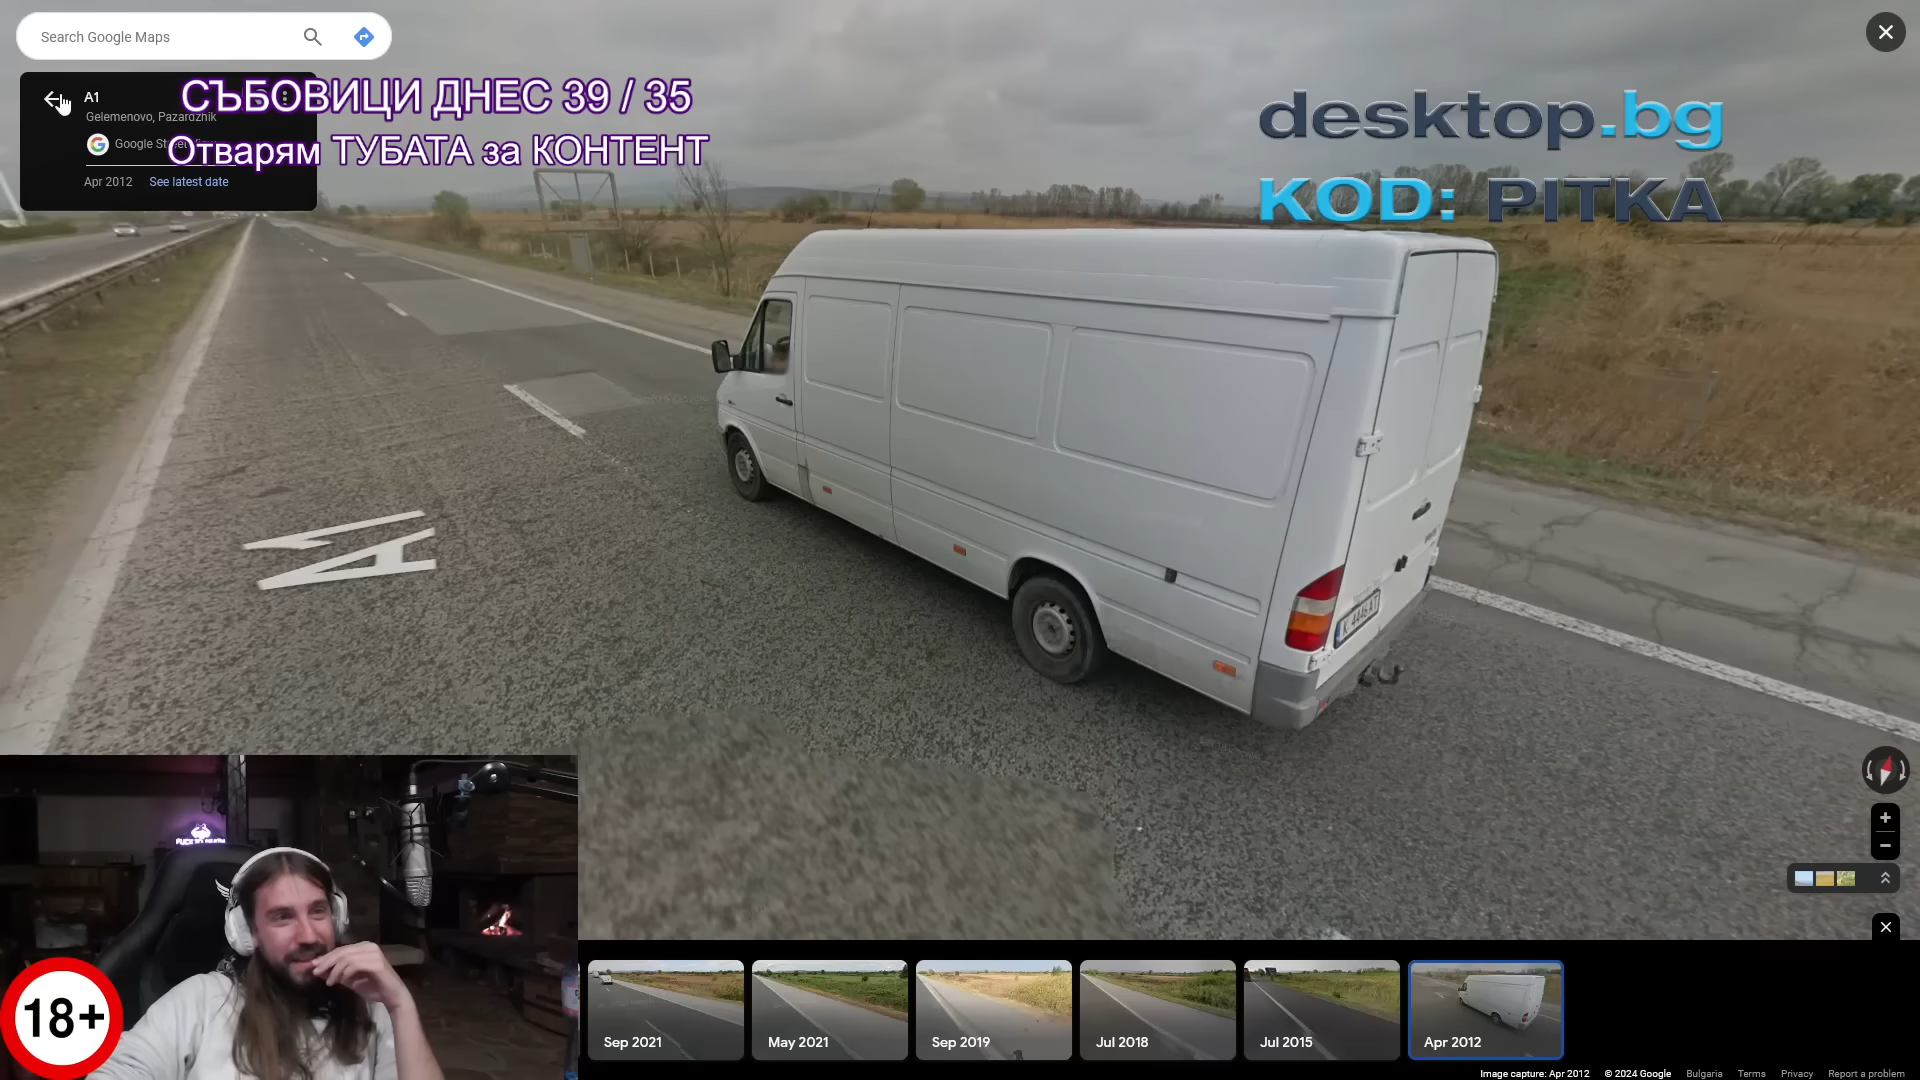 Search Google Maps
A1
Gelemenovo, Pazardzhik
СЪБОВИЦИ ДНЕС 39 / 35
Отварям ТУБАТА за КОНТЕНТ
Apr 2012 See latest date
desktop.bg
KOD: PITKA
18+
Sep 2021
May 2021
Sep 2019
Jul 2018
Jul 2015
Apr 2012
Image capture: Apr 2012 © 2024 Google Bulgaria Terms Privacy Report a problem